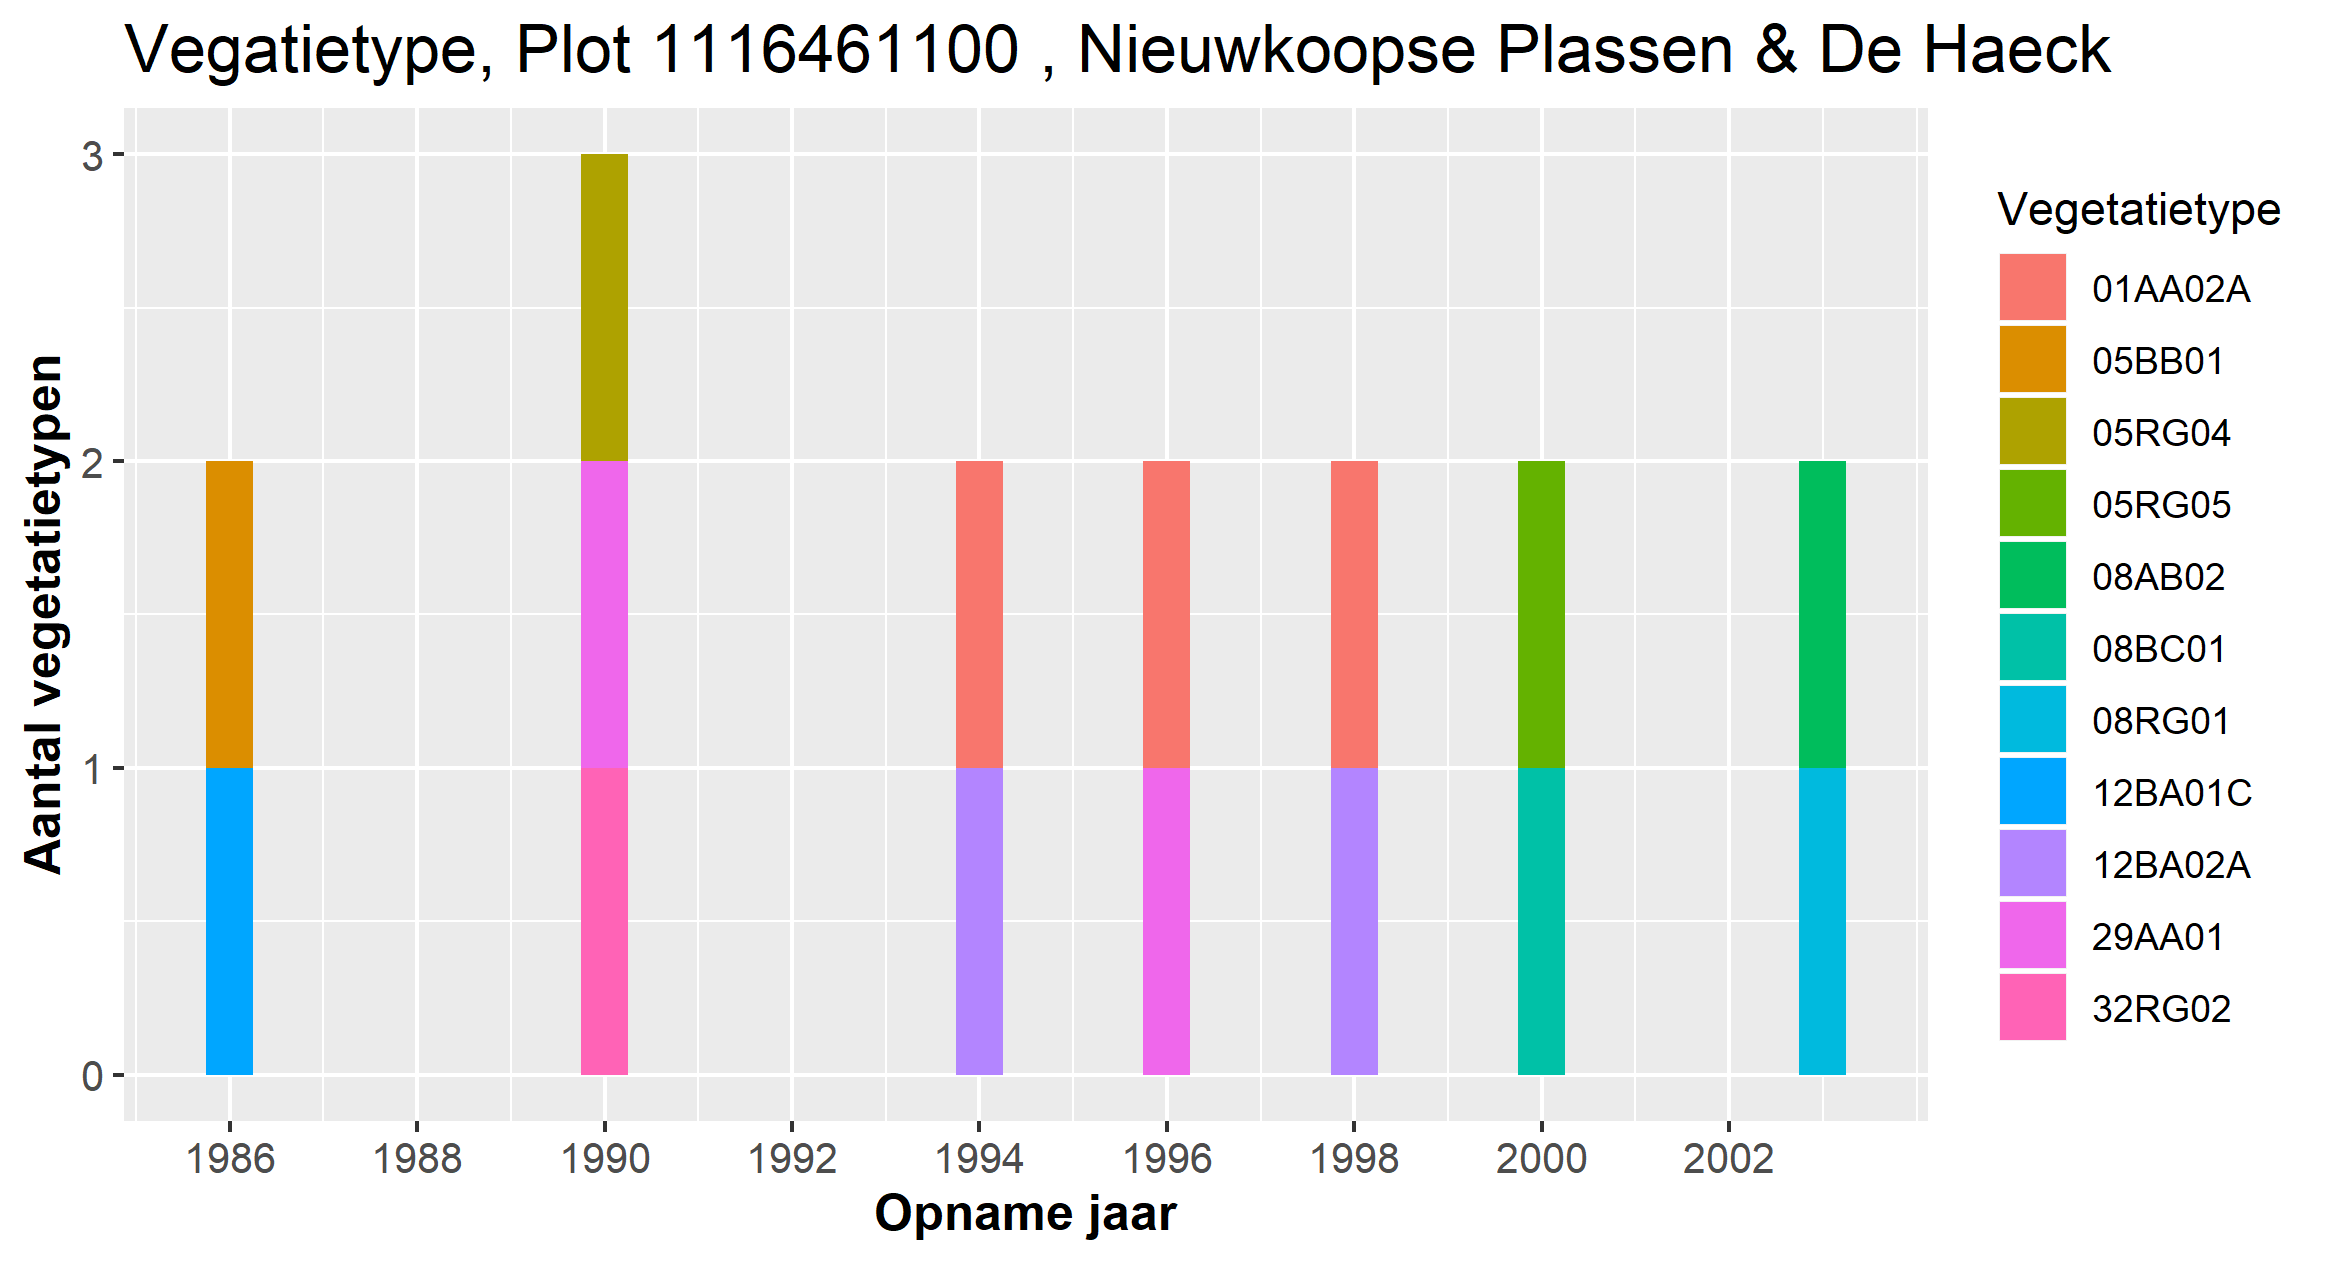 Vegatietype, Plot 1116461100 , Nieuwkoopse Plassen & De Haeck
Aantal vegetatietypen
3
2
1
0
1986 1988 1990 1992 1994 1996 1998 2000 2002
Opname jaar
Vegetatietype
01AA02A
05BB01
05RG04
05RG05
08AB02
08BC01
08RG01
12BA01C
12BA02A
29AA01
32RG02